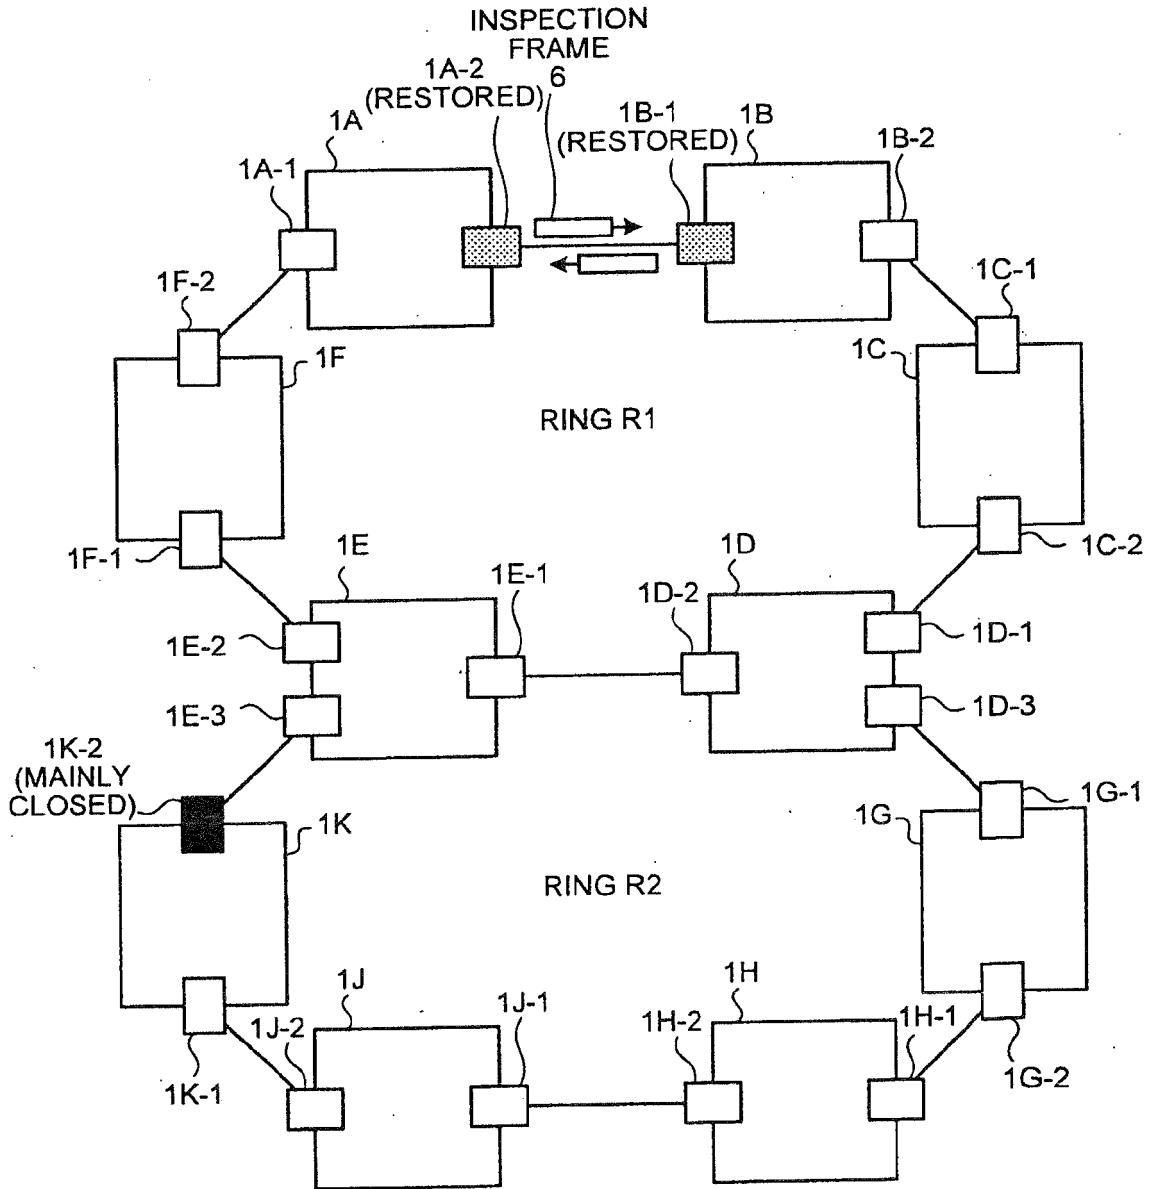 INSPECTION
FRAME
6
1A-2
(RESTORED)
1B-1
(RESTORED)
1A
1B
1A-1
1B-2
1F-2
1C-1
1F
1C
RING R1
1F-1
1C-2
1E
1E-1
1D-2
1D
1E-2
1D-1
1E-3
1D-3
1K-2
(MAINLY
CLOSED)
1G-1
1K
1G
RING R2
1J
1J-1
1H
1H-2
1H-1
1J-2
1K-1
1G-2